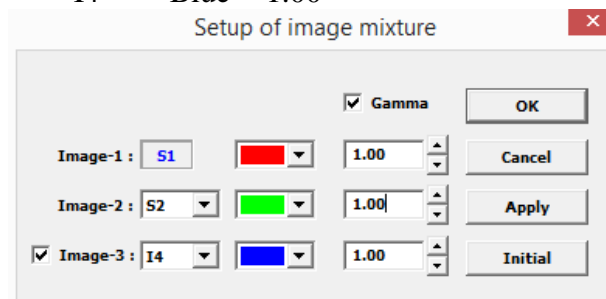 Setup of image mixture
Gamma OK
Image-1 : S1 1.00 Cancel
Image-2 : S2 1.00 Apply
Image-3 : I4 1.00 Initial